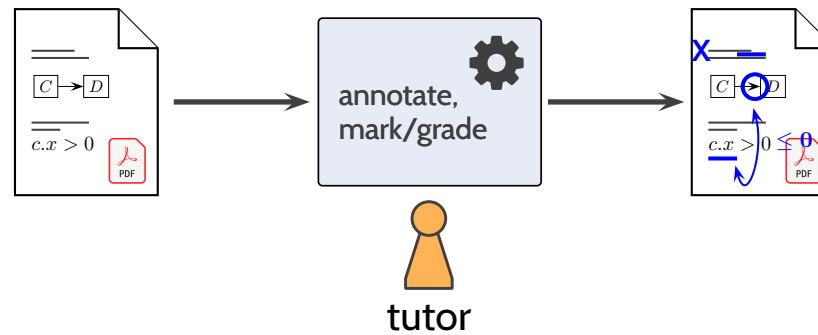 C D
c.x > 0
PDF
annotate,
mark/grade
tutor
X
C D
c.x > 0 ≤ 0
PDF